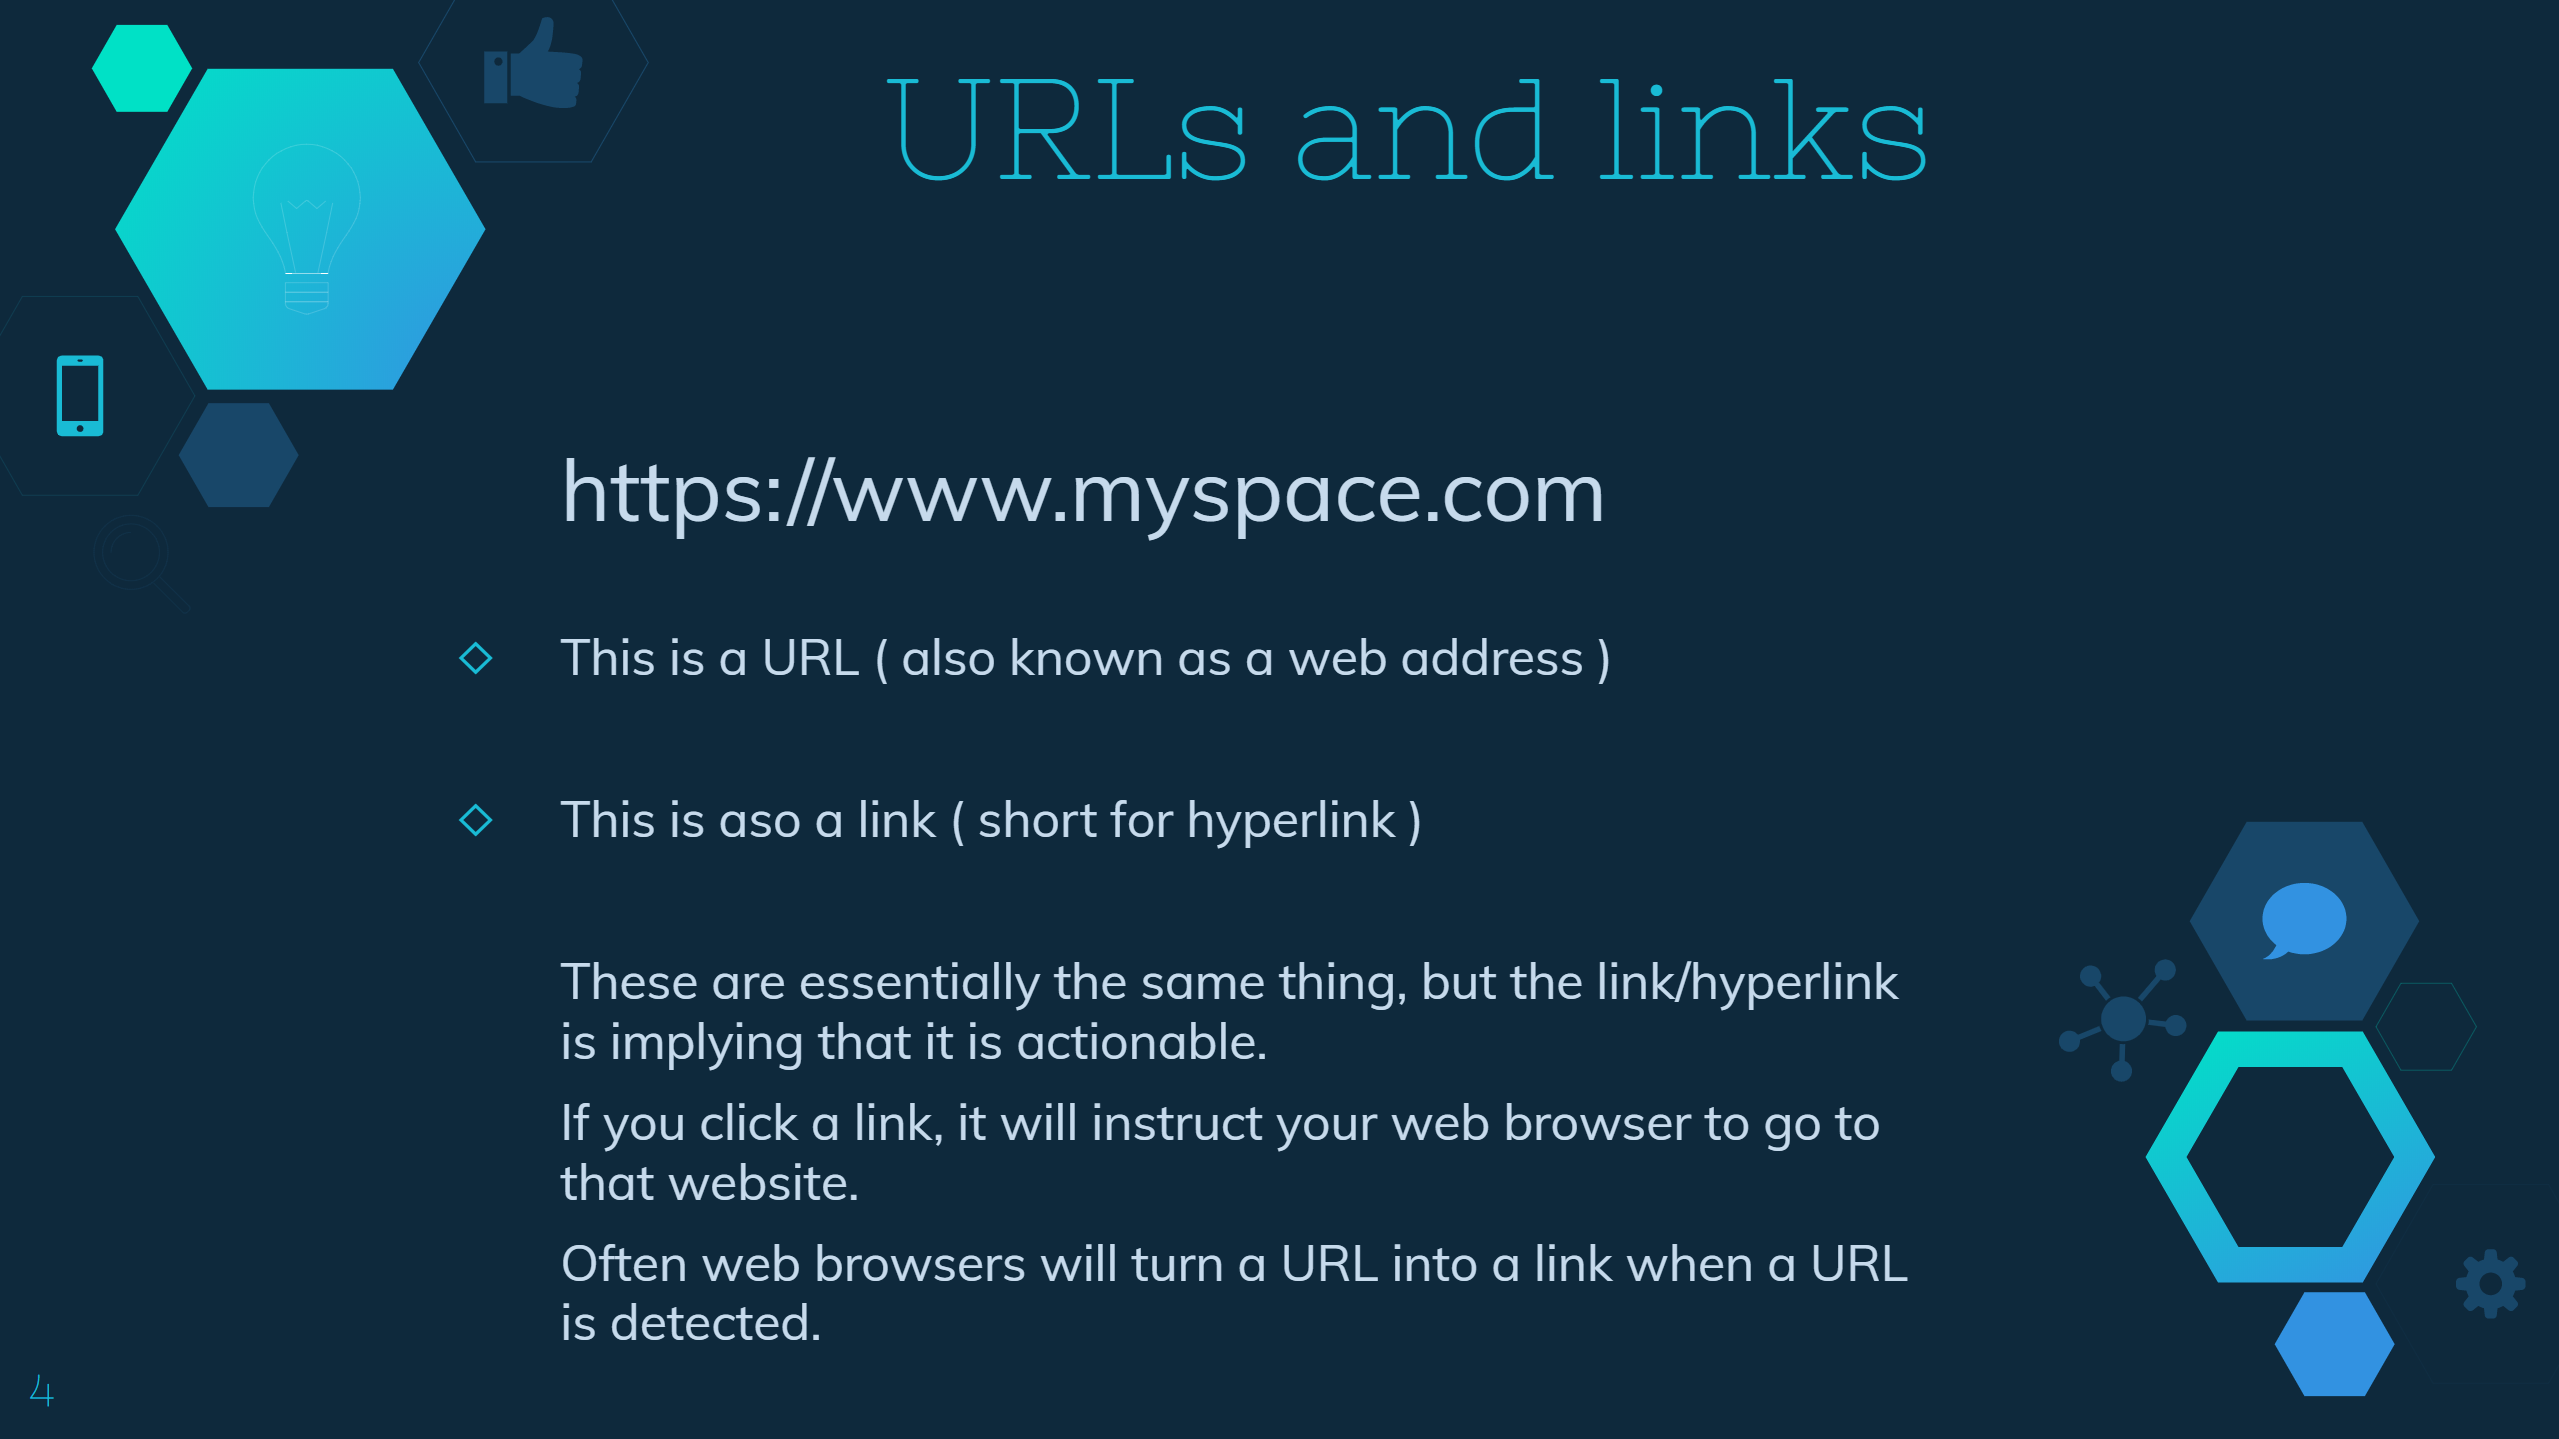 URLs and links
https://www.myspace.com
This is a URL ( also known as a web address )
This is aso a link ( short for hyperlink )
These are essentially the same thing, but the link/hyperlink
is implying that it is actionable.
If you click a link, it will instruct your web browser to go to
that website.
Often web browsers will turn a URL into a link when a URL
is detected.
4